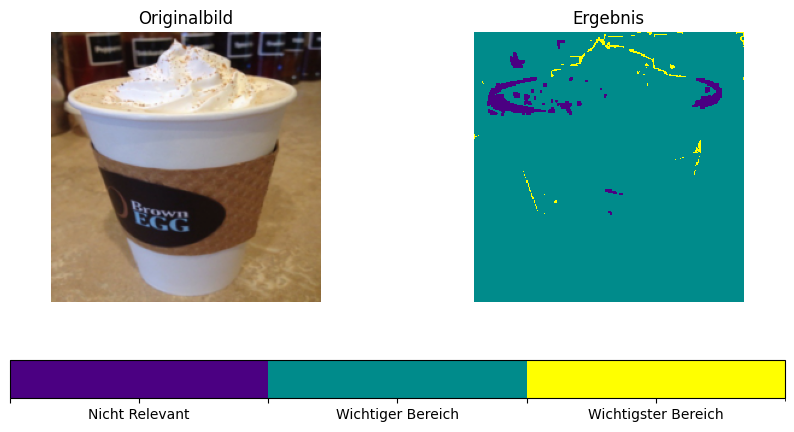 Originalbild
Ergebnis
Brown
EGG
Nicht Relevant
Wichtiger Bereich
Wichtigster Bereich